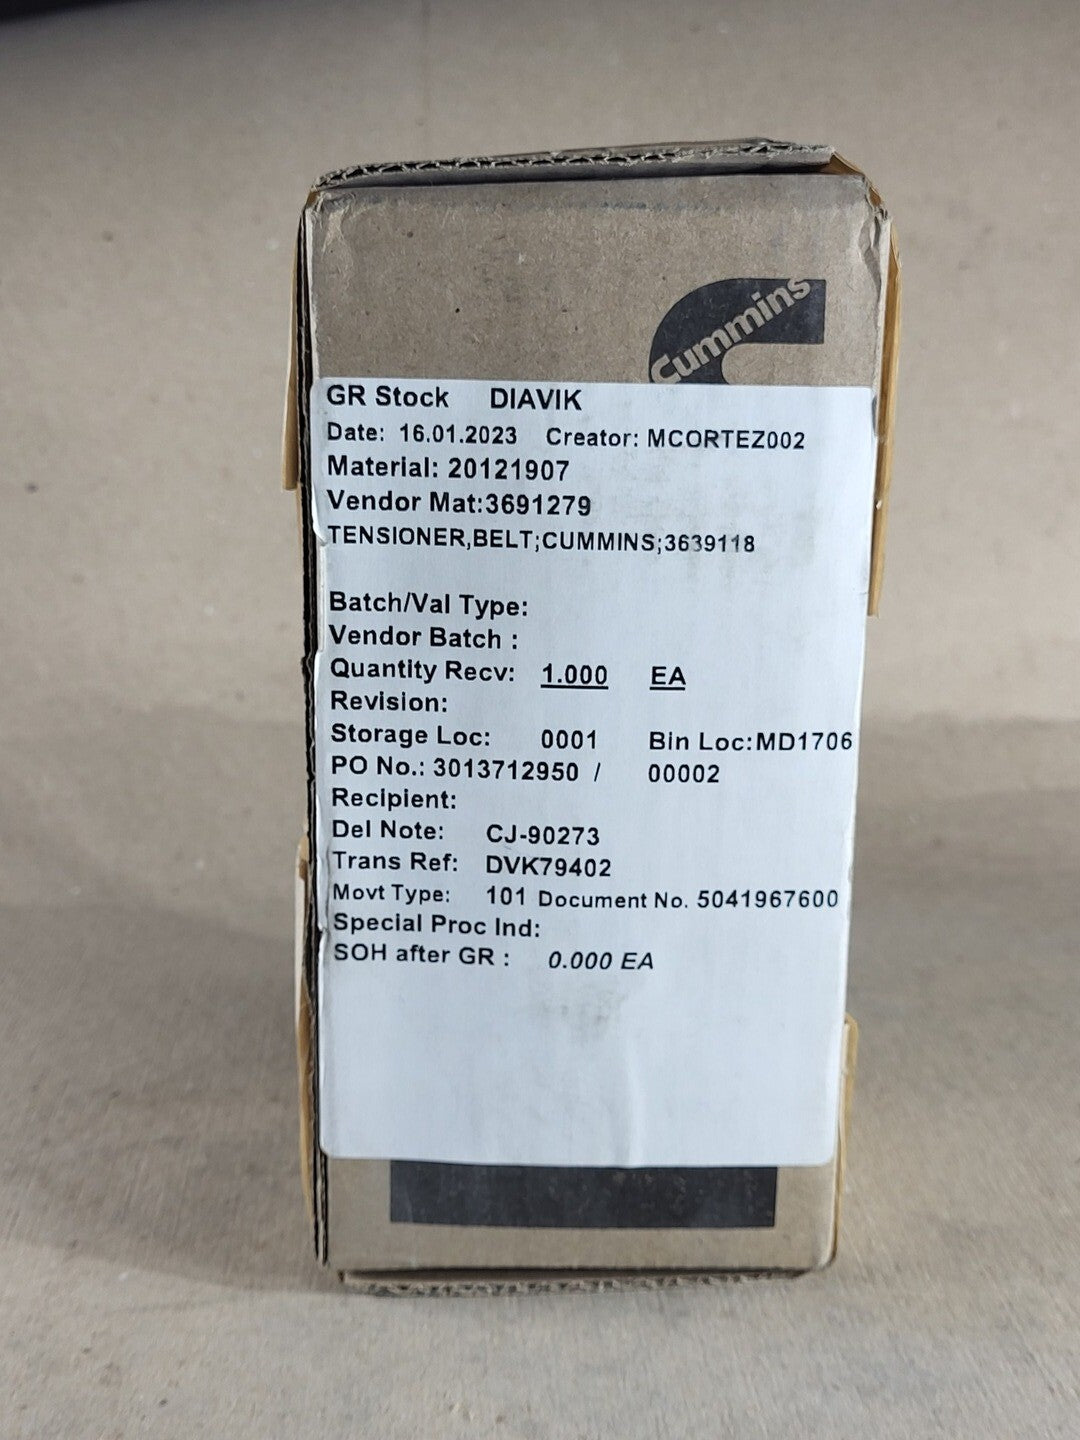 Cummins
GR Stock DIAVIK
Date: 16.01.2023 Creator: MCORTEZ002
Material: 20121907
Vendor Mat:3691279
TENSIONER,BELT;CUMMINS;3639118
Batch/Val Type:
Vendor Batch :
Quantity Recv: 1.000 EA
Revision:
Storage Loc: 0001 Bin Loc:MD1706
PO No.: 3013712950 / 00002
Recipient:
Del Note: CJ-90273
Trans Ref: DVK79402
Movt Type: 101 Document No. 5041967600
Special Proc Ind:
SOH after GR : 0.000 EA